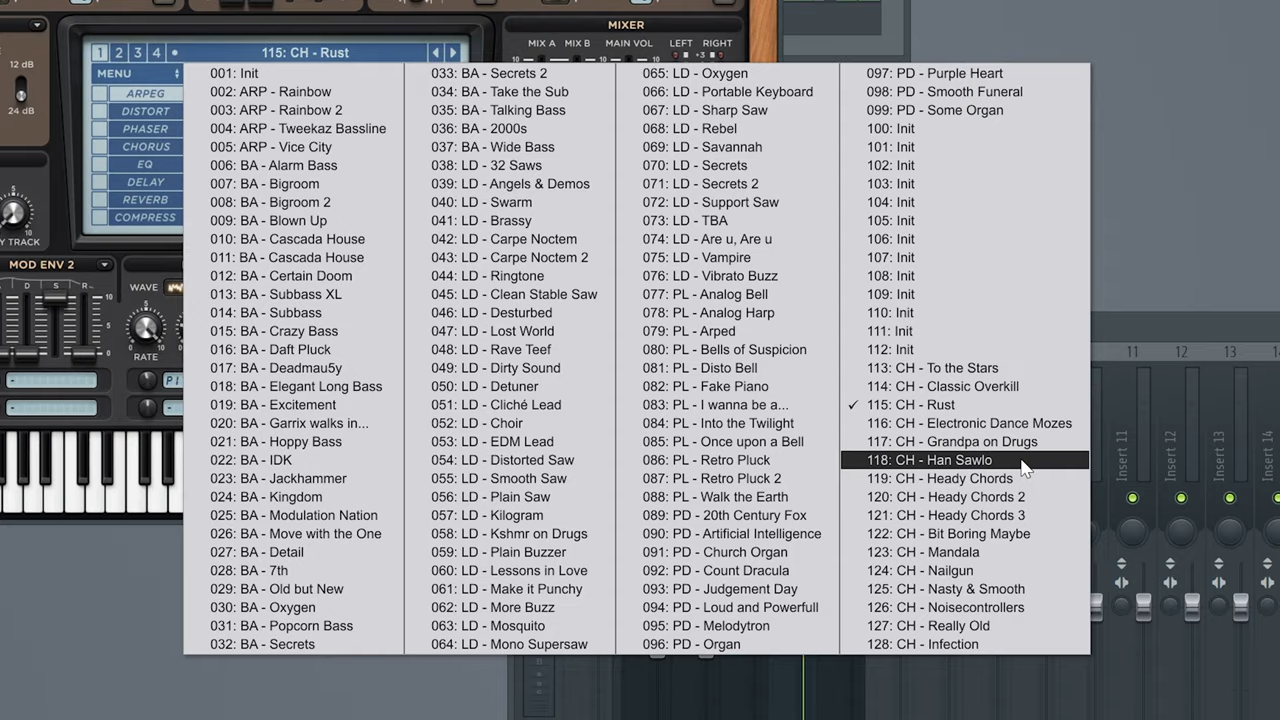 MIXER
MIX A MIX B MAIN VOL LEFT RIGHT
+3
12 dB
24 dB
5
Y TRACK
1 2 3 4 115: CH - Rust
MENU
ARPEG
DISTORT
PHASER
CHORUS
EQ
DELAY
REVERB
COMPRESS
MOD ENV 2
D S R
10
5
0
WAVE
5
0 10
RATE
P1
001: Init
002: ARP - Rainbow
003: ARP - Rainbow 2
004: ARP - Tweekaz Bassline
005: ARP - Vice City
006: BA - Alarm Bass
007: BA - Bigroom
008: BA - Bigroom 2
009: BA - Blown Up
010: BA - Cascada House
011: BA - Cascada House
012: BA - Certain Doom
013: BA - Subbass XL
014: BA - Subbass
015: BA - Crazy Bass
016: BA - Daft Pluck
017: BA - Deadmau5y
018: BA - Elegant Long Bass
019: BA - Excitement
020: BA - Garrix walks in...
021: BA - Hoppy Bass
022: BA - IDK
023: BA - Jackhammer
024: BA - Kingdom
025: BA - Modulation Nation
026: BA - Move with the One
027: BA - Detail
028: BA - 7th
029: BA - Old but New
030: BA - Oxygen
031: BA - Popcorn Bass
032: BA - Secrets
033: BA - Secrets 2
034: BA - Take the Sub
035: BA - Talking Bass
036: BA - 2000s
037: BA - Wide Bass
038: LD - 32 Saws
039: LD - Angels & Demos
040: LD - Swarm
041: LD - Brassy
042: LD - Carpe Noctem
043: LD - Carpe Noctem 2
044: LD - Ringtone
045: LD - Clean Stable Saw
046: LD - Desturbed
047: LD - Lost World
048: LD - Rave Teef
049: LD - Dirty Sound
050: LD - Detuner
051: LD - Cliché Lead
052: LD - Choir
053: LD - EDM Lead
054: LD - Distorted Saw
055: LD - Smooth Saw
056: LD - Plain Saw
057: LD - Kilogram
058: LD - Kshmr on Drugs
059: LD - Plain Buzzer
060: LD - Lessons in Love
061: LD - Make it Punchy
062: LD - More Buzz
063: LD - Mosquito
064: LD - Mono Supersaw
065: LD - Oxygen
066: LD - Portable Keyboard
067: LD - Sharp Saw
068: LD - Rebel
069: LD - Savannah
070: LD - Secrets
071: LD - Secrets 2
072: LD - Support Saw
073: LD - TBA
074: LD - Are u, Are u
075: LD - Vampire
076: LD - Vibrato Buzz
077: PL - Analog Bell
078: PL - Analog Harp
079: PL - Arped
080: PL - Bells of Suspicion
081: PL - Disto Bell
082: PL - Fake Piano
083: PL - I wanna be a...
084: PL - Into the Twilight
085: PL - Once upon a Bell
086: PL - Retro Pluck
087: PL - Retro Pluck 2
088: PL - Walk the Earth
089: PD - 20th Century Fox
090: PD - Artificial Intelligence
091: PD - Church Organ
092: PD - Count Dracula
093: PD - Judgement Day
094: PD - Loud and Powerfull
095: PD - Melodytron
096: PD - Organ
097: PD - Purple Heart
098: PD - Smooth Funeral
099: PD - Some Organ
100: Init
101: Init
102: Init
103: Init
104: Init
105: Init
106: Init
107: Init
108: Init
109: Init
110: Init
111: Init
112: Init
113: CH - To the Stars
114: CH - Classic Overkill
✓ 115: CH - Rust
116: CH - Electronic Dance Mozes
117: CH - Grandpa on Drugs
118: CH - Han Sawlo
119: CH - Heady Chords
120: CH - Heady Chords 2
121: CH - Heady Chords 3
122: CH - Bit Boring Maybe
123: CH - Mandala
124: CH - Nailgun
125: CH - Nasty & Smooth
126: CH - Noisecontrollers
127: CH - Really Old
128: CH - Infection
11 12 13 14
Insert 11
Insert 12
Insert 13
Insert 14